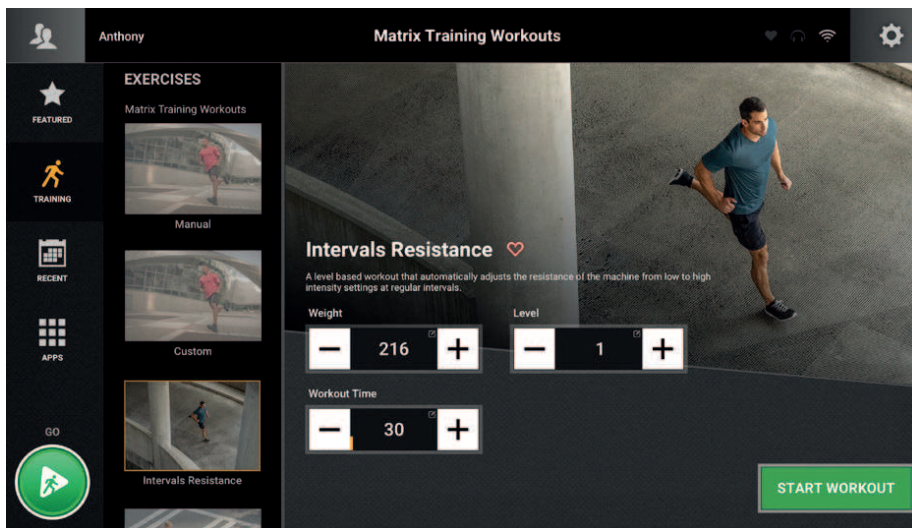 Anthony
Matrix Training Workouts
FEATURED
TRAINING
RECENT
APPS
GO
EXERCISES
Matrix Training Workouts
Manual
Custom
Intervals Resistance
Intervals Resistance
A level based workout that automatically adjusts the resistance of the machine from low to high
intensity settings at regular intervals.
Weight
Level
− 216 +
− 1 +
Workout Time
− 30 +
START WORKOUT